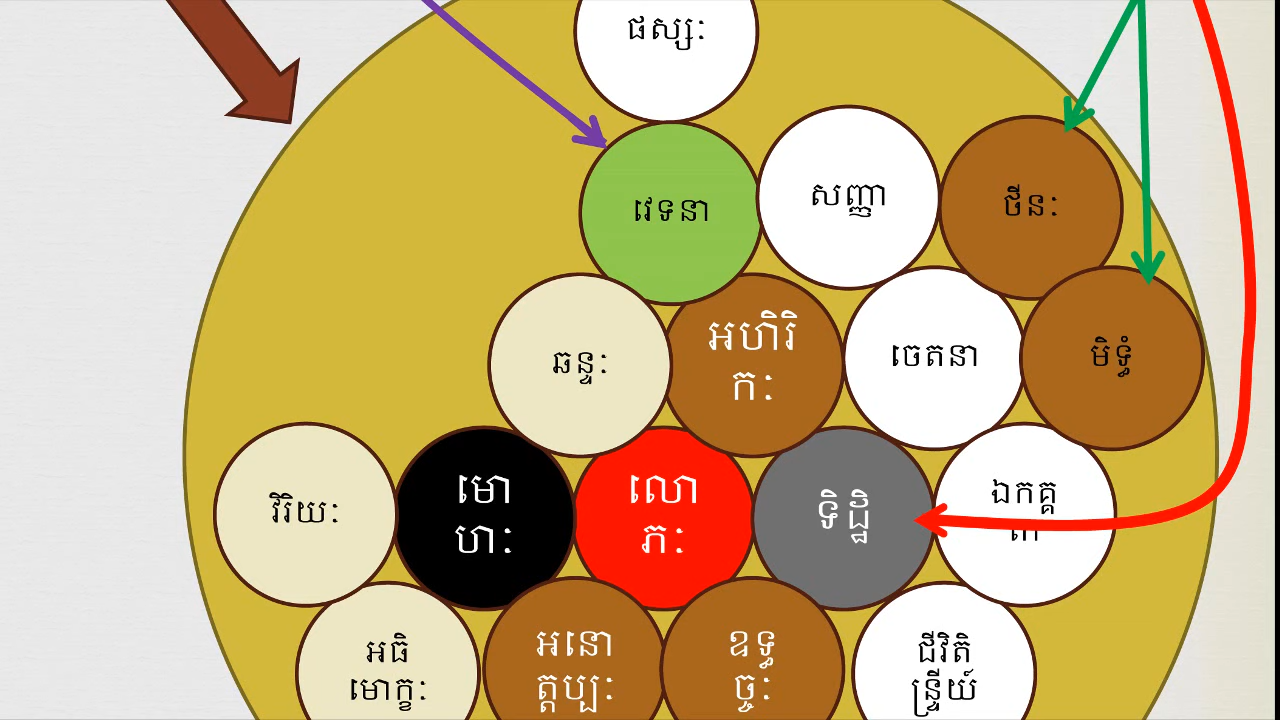 ផស្សៈ
វេទនា
សញ្ញា
ថីនៈ
ឆន្ទៈ
អហិរិ
កៈ
ចេតនា
មិទ្ធំ
វិរិយៈ
មោ
ហៈ
លោ
ភៈ
ទិដ្ឋិ
ឯកគ្គ
តា
អធិ
មោក្ខៈ
អនោ
ត្តប្បៈ
ឧទ្ធ
ច្ចៈ
ជីវិតិ
ន្ទ្រីយ៍